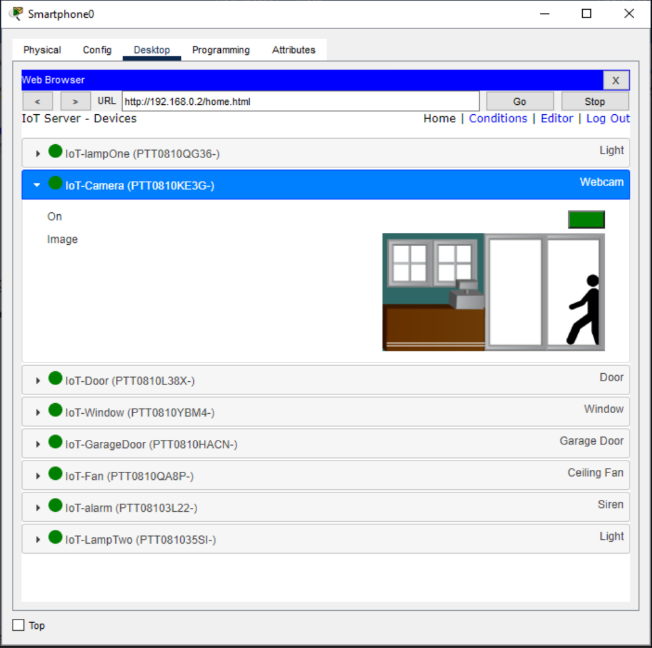 Smartphone0
Physical Config Desktop Programming Attributes
Web Browser X
< > URL http://192.168.0.2/home.html Go Stop
IoT Server - Devices Home | Conditions | Editor | Log Out
IoT-lampOne (PTT0810QG36-) Light
IoT-Camera (PTT0810KE3G-) Webcam
On
Image
IoT-Door (PTT0810L38X-) Door
IoT-Window (PTT0810YBM4-) Window
IoT-GarageDoor (PTT0810HACN-) Garage Door
IoT-Fan (PTT0810QA8P-) Ceiling Fan
IoT-alarm (PTT08103L22-) Siren
IoT-LampTwo (PTT081035SI-) Light
Top